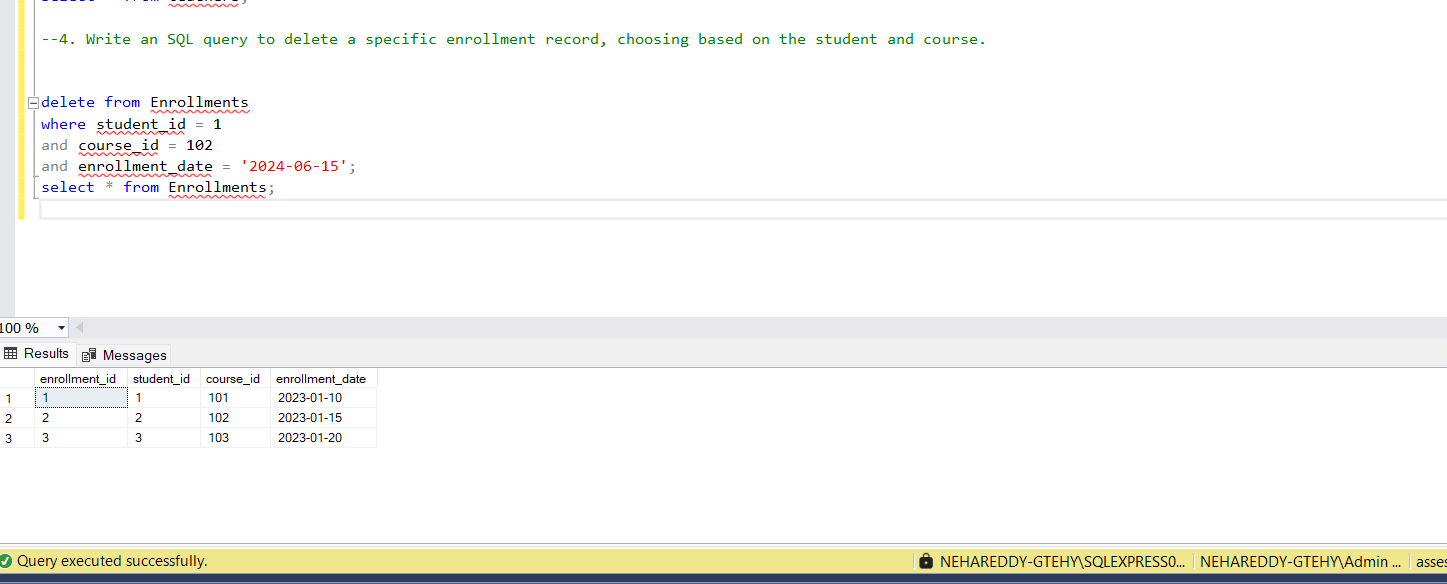 --4. Write an SQL query to delete a specific enrollment record, choosing based on the student and course.
delete from Enrollments
where student_id = 1
and course_id = 102
and enrollment_date = '2024-06-15';
select * from Enrollments;
100 %
Results Messages
enrollment_id student_id course_id enrollment_date
1 1 1 101 2023-01-10
2 2 2 102 2023-01-15
3 3 3 103 2023-01-20
Query executed successfully. NEHAREDDY-GTEHY\SQLEXPRESS0... NEHAREDDY-GTEHY\Admin ...